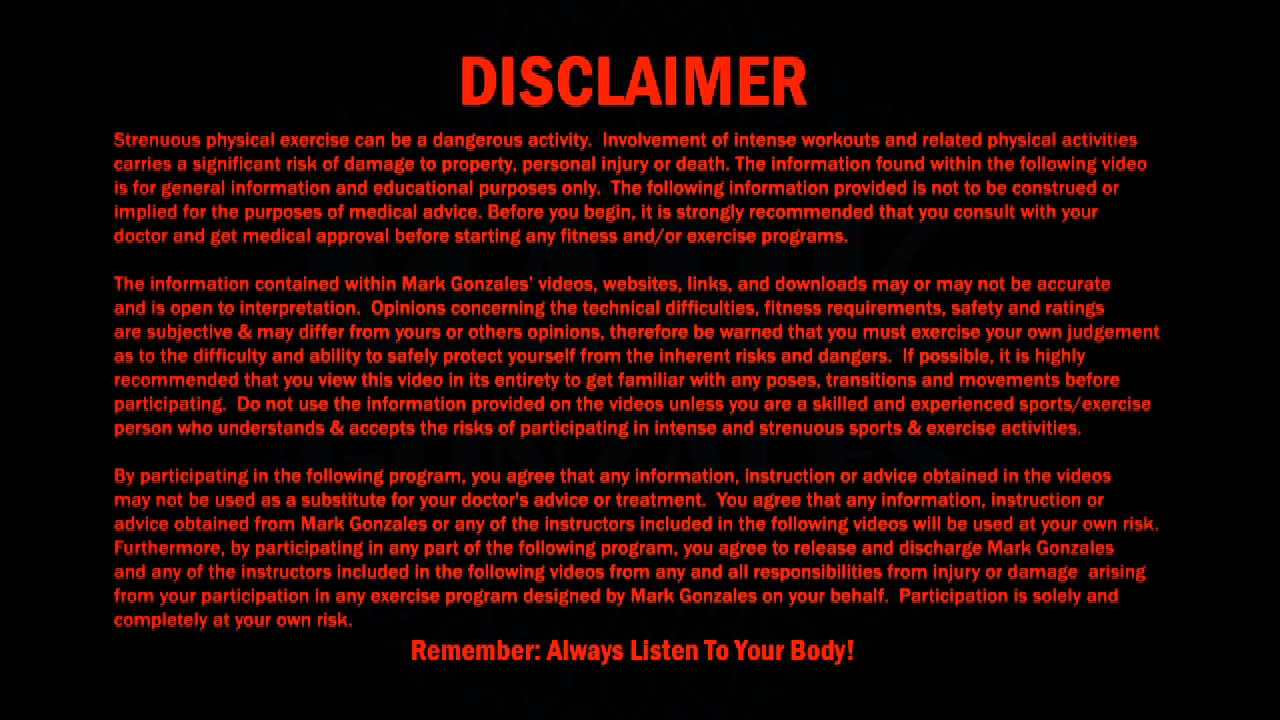 DISCLAIMER
Strenuous physical exercise can be a dangerous activity.  Involvement of intense workouts and related physical activities
carries a significant risk of damage to property, personal injury or death. The information found within the following video
is for general information and educational purposes only.  The following information provided is not to be construed or
implied for the purposes of medical advice. Before you begin, it is strongly recommended that you consult with your
doctor and get medical approval before starting any fitness and/or exercise programs.
The information contained within Mark Gonzales' videos, websites, links, and downloads may or may not be accurate
and is open to interpretation.  Opinions concerning the technical difficulties, fitness requirements, safety and ratings
are subjective & may differ from yours or others opinions, therefore be warned that you must exercise your own judgement
as to the difficulty and ability to safely protect yourself from the inherent risks and dangers.  If possible, it is highly
recommended that you view this video in its entirety to get familiar with any poses, transitions and movements before
participating.  Do not use the information provided on the videos unless you are a skilled and experienced sports/exercise
person who understands & accepts the risks of participating in intense and strenuous sports & exercise activities.
By participating in the following program, you agree that any information, instruction or advice obtained in the videos
may not be used as a substitute for your doctor's advice or treatment.  You agree that any information, instruction or
advice obtained from Mark Gonzales or any of the instructors included in the following videos will be used at your own risk.
Furthermore, by participating in any part of the following program, you agree to release and discharge Mark Gonzales
and any of the instructors included in the following videos from any and all responsibilities from injury or damage  arising
from your participation in any exercise program designed by Mark Gonzales on your behalf.  Participation is solely and
completely at your own risk.
Remember: Always Listen To Your Body!